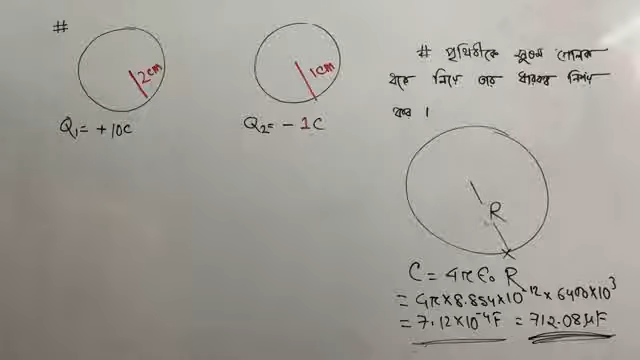 #
2cm
1cm
Q₁= +10C
Q₂= - 1C
# পৃথিবীকে সুষম গোলক
ধরে নিয়ে তার ধারকত্ব নির্ণয়
কর ।
R
C = 4πε₀ R
= 4π×8.854×10⁻¹²×6400×10³
= 7.12×10⁻⁴F = 712.08μF